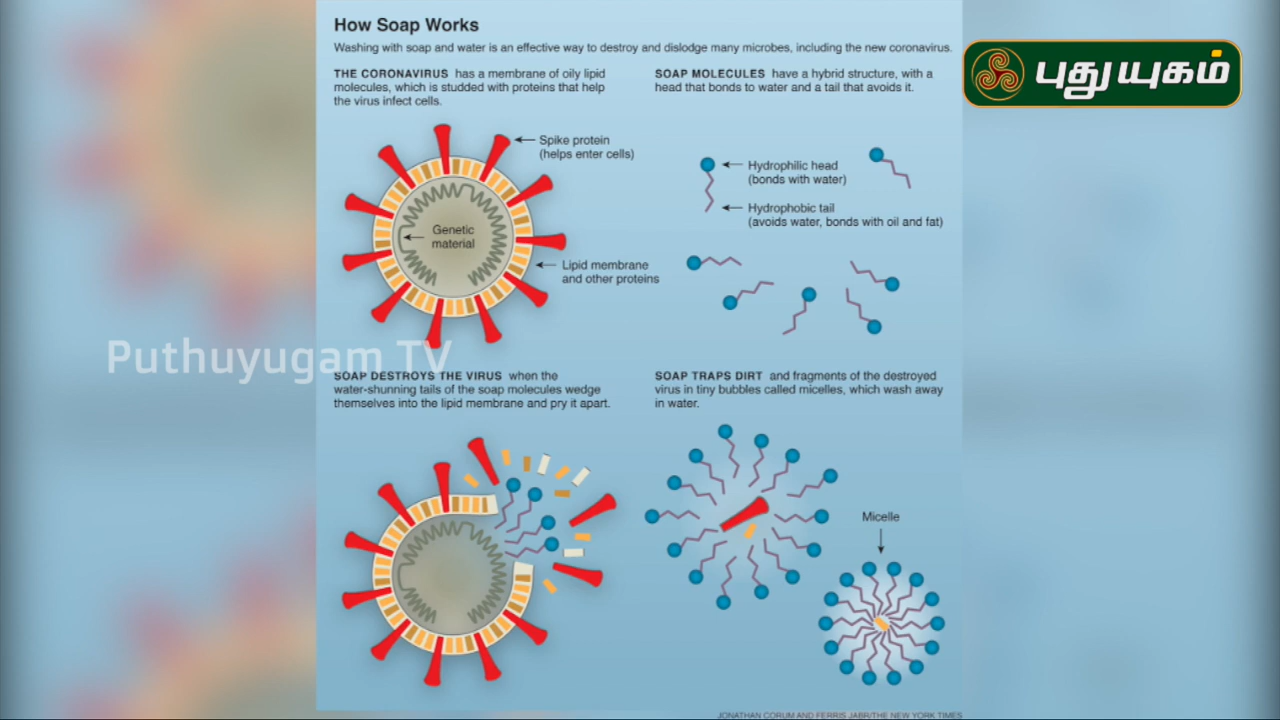 How Soap Works
Washing with soap and water is an effective way to destroy and dislodge many microbes, including the new coronavirus.
THE CORONAVIRUS has a membrane of oily lipid
molecules, which is studded with proteins that help
the virus infect cells.
SOAP MOLECULES have a hybrid structure, with a
head that bonds to water and a tail that avoids it.
புதுயுகம்
Spike protein
(helps enter cells)
Genetic
material
Lipid membrane
and other proteins
Hydrophilic head
(bonds with water)
Hydrophobic tail
(avoids water, bonds with oil and fat)
Puthuyugam TV
SOAP DESTROYS THE VIRUS when the
water-shunning tails of the soap molecules wedge
themselves into the lipid membrane and pry it apart.
SOAP TRAPS DIRT and fragments of the destroyed
virus in tiny bubbles called micelles, which wash away
in water.
Micelle
JONATHAN CORUM AND FERRIS JABR/THE NEW YORK TIMES